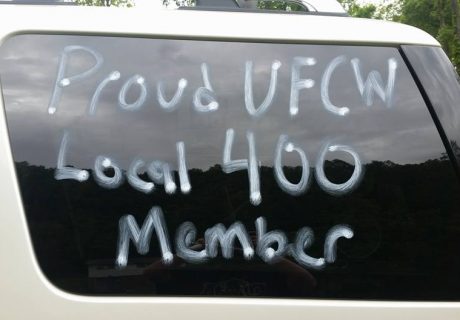 Proud UFCW
Local 400
Member